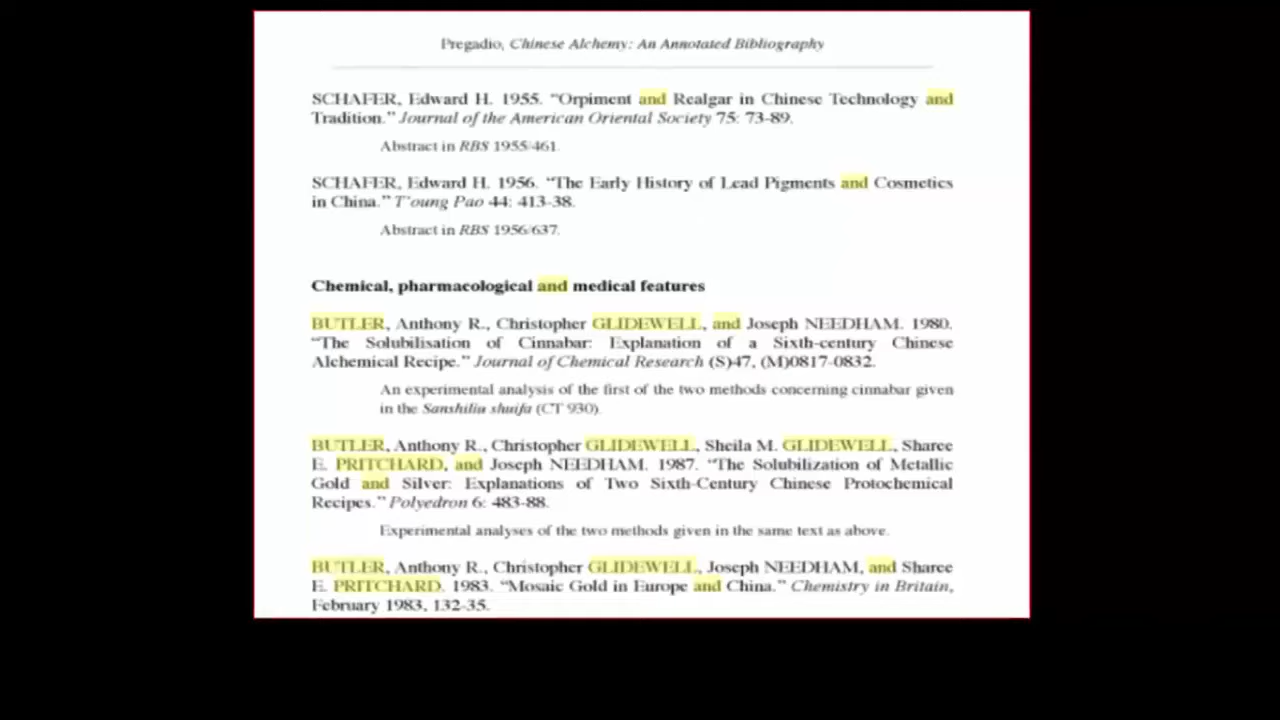 Pregadio, Chinese Alchemy: An Annotated Bibliography
SCHAFER, Edward H. 1955. “Orpiment and Realgar in Chinese Technology and
Tradition.” Journal of the American Oriental Society 75: 73-89.
Abstract in RBS 1955/461.
SCHAFER, Edward H. 1956. “The Early History of Lead Pigments and Cosmetics
in China.” T’oung Pao 44: 413-38.
Abstract in RBS 1956/637.
Chemical, pharmacological and medical features
BUTLER, Anthony R., Christopher GLIDEWELL, and Joseph NEEDHAM. 1980.
“The Solubilisation of Cinnabar: Explanation of a Sixth-century Chinese
Alchemical Recipe.” Journal of Chemical Research (S)47, (M)0817-0832.
An experimental analysis of the first of the two methods concerning cinnabar given
in the Sanshiliu shuifa (CT 930).
BUTLER, Anthony R., Christopher GLIDEWELL, Sheila M. GLIDEWELL, Sharee
E. PRITCHARD, and Joseph NEEDHAM. 1987. “The Solubilization of Metallic
Gold and Silver: Explanations of Two Sixth-Century Chinese Protochemical
Recipes.” Polyedron 6: 483-88.
Experimental analyses of the two methods given in the same text as above.
BUTLER, Anthony R., Christopher GLIDEWELL, Joseph NEEDHAM, and Sharee
E. PRITCHARD. 1983. “Mosaic Gold in Europe and China.” Chemistry in Britain,
February 1983, 132-35.